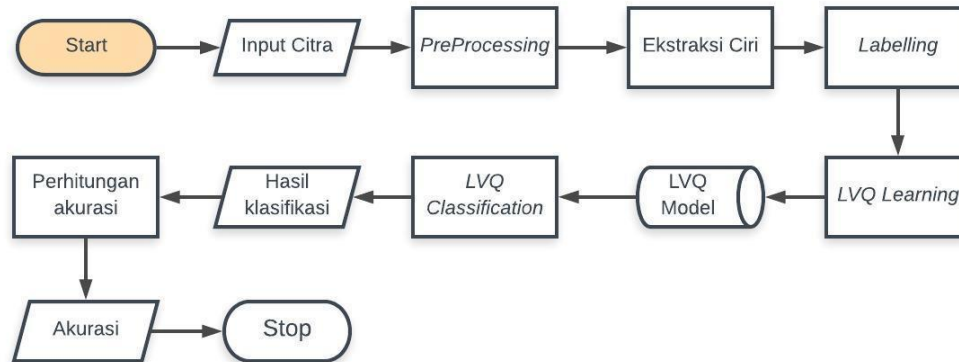 Start
Input Citra
PreProcessing
Ekstraksi Ciri
Labelling
LVQ Learning
LVQ
Model
LVQ
Classification
Hasil
klasifikasi
Perhitungan
akurasi
Akurasi
Stop